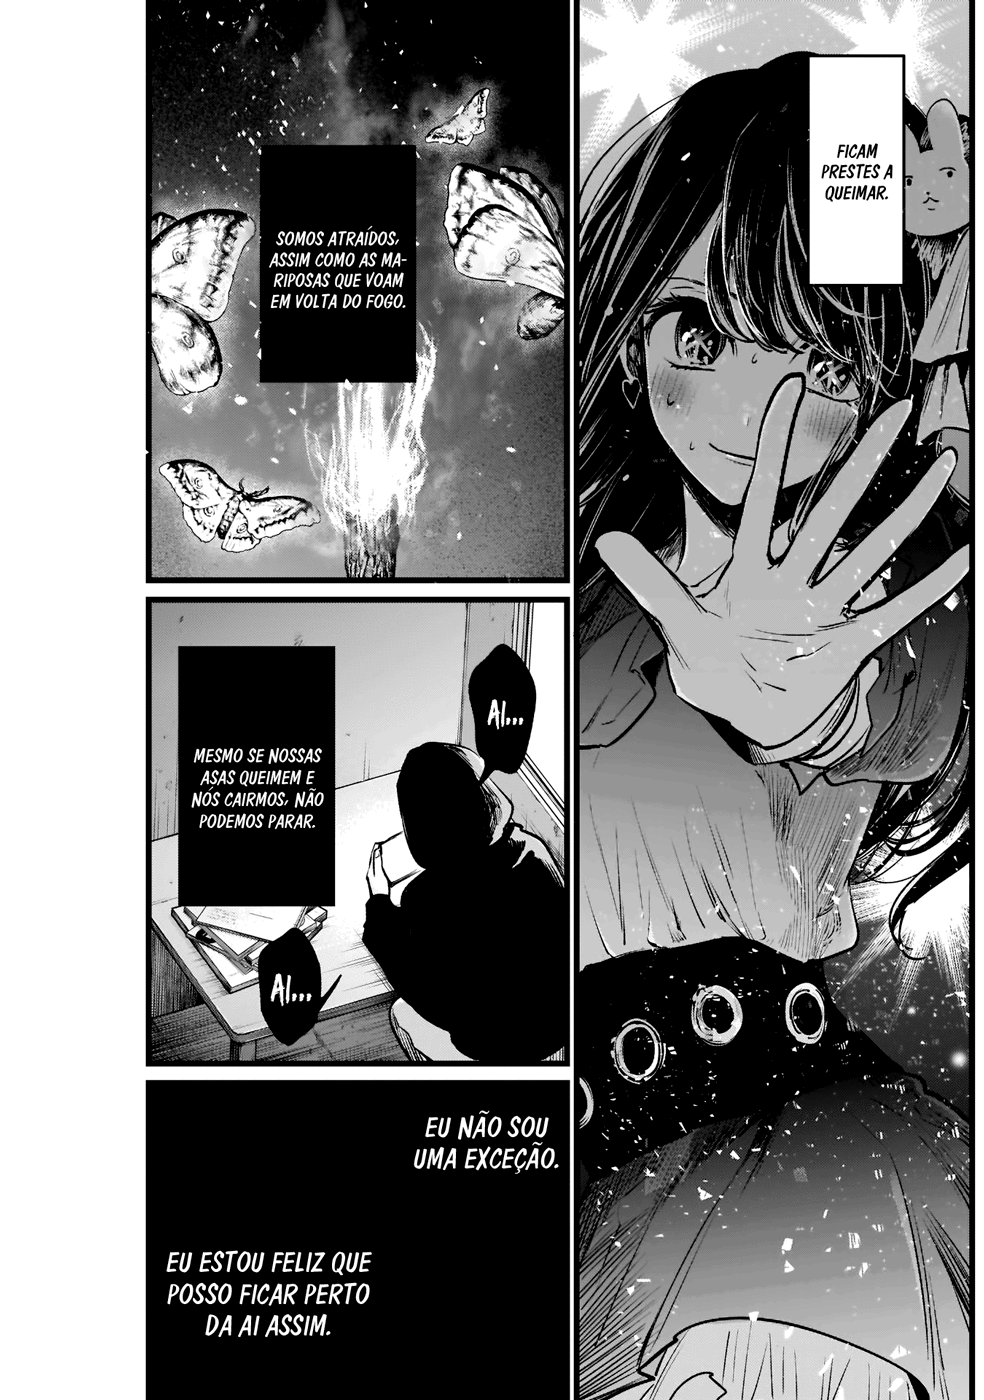 FICAM
PRESTES A
QUEIMAR.
SOMOS ATRAÍDOS,
ASSIM COMO AS MA-
RIPOSAS QUE VOAM
EM VOLTA DO FOGO.
AI...
MESMO SE NOSSAS
ASAS QUEIMEM E
NÓS CAIRMOS, NÃO
PODEMOS PARAR.
AI...
EU NÃO SOU
UMA EXCEÇÃO.
EU ESTOU FELIZ QUE
POSSO FICAR PERTO
DA AI ASSIM.